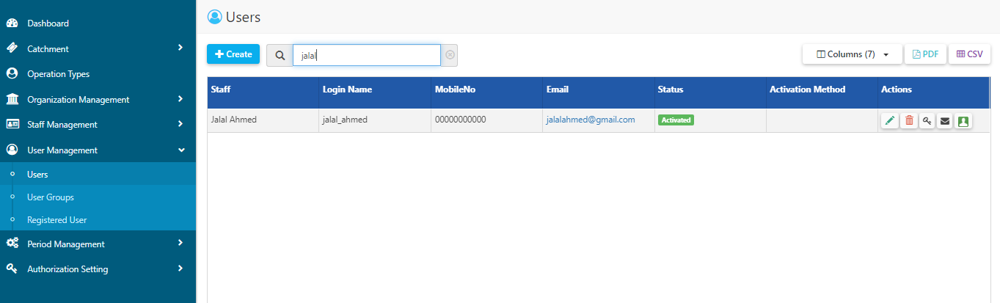 Users
Dashboard
Catchment
Operation Types
Organization Management
Staff Management
User Management
Users
User Groups
Registered User
Period Management
Authorization Setting
Create
jalal
Columns (7)
PDF
CSV
Staff Login Name MobileNo Email Status Activation Method Actions
Jalal Ahmed jalal_ahmed 00000000000 jalalahmed@gmail.com Activated